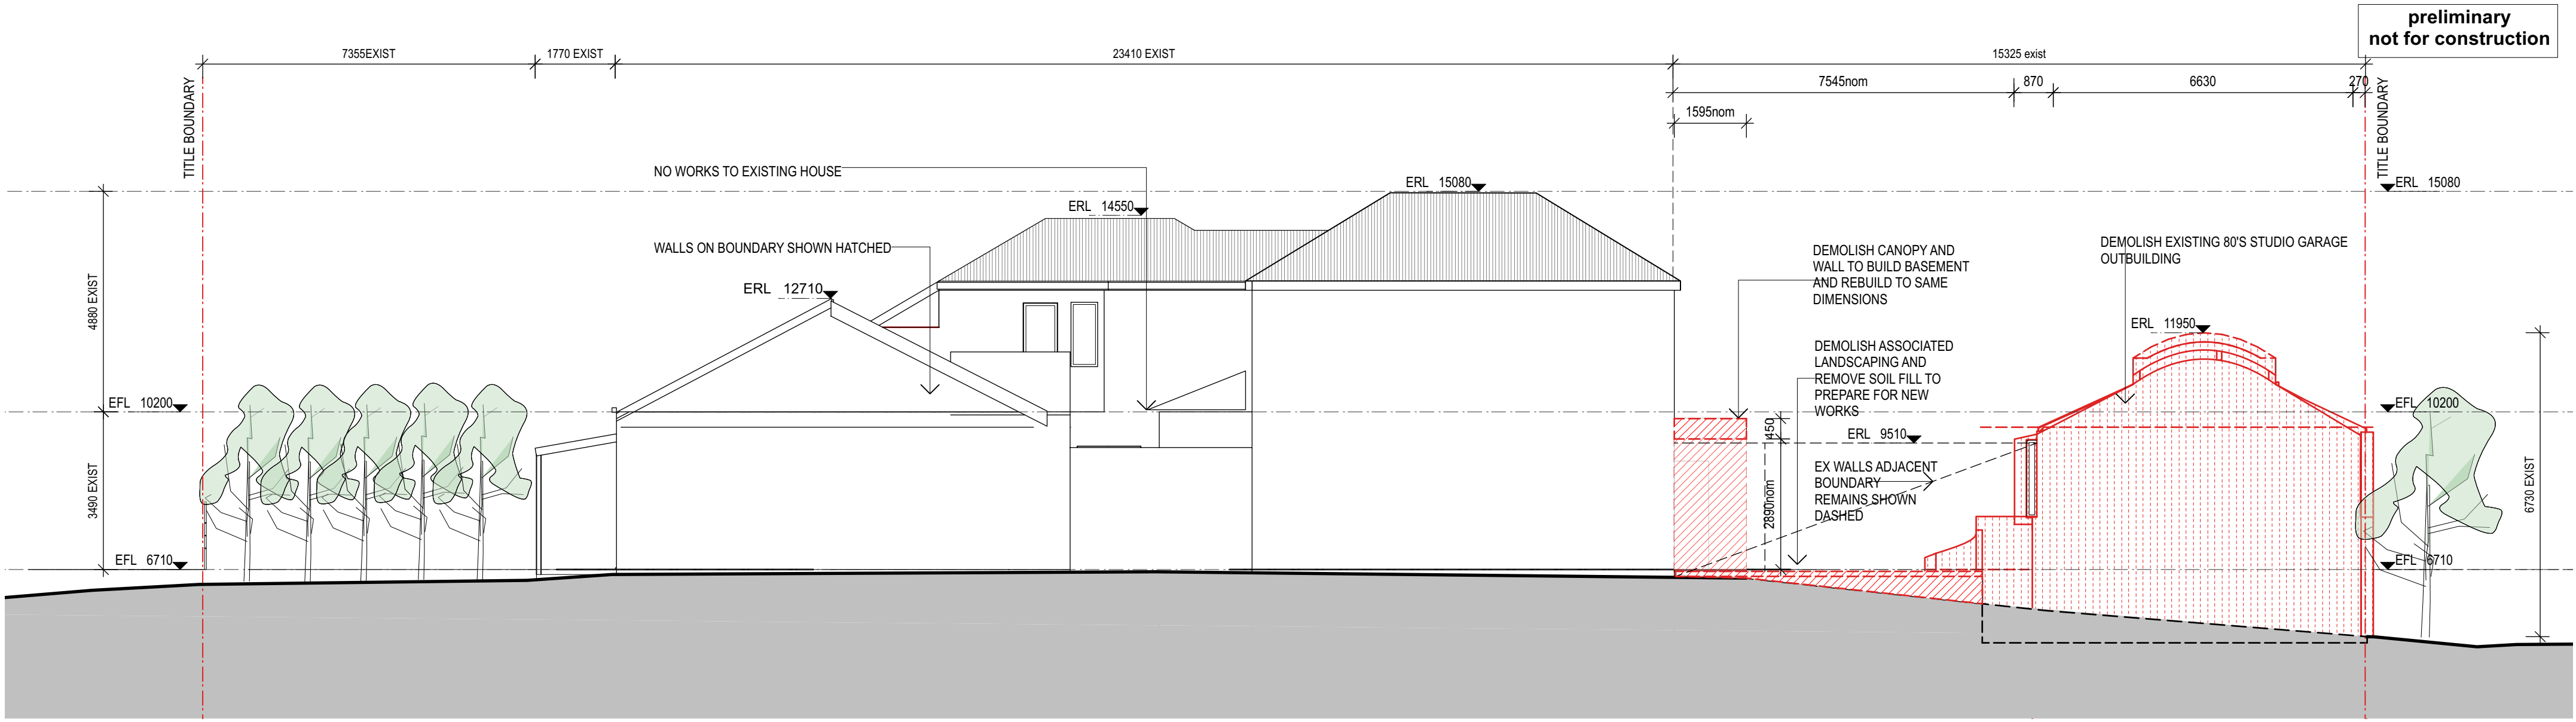 preliminary
not for construction
7355EXIST
1770 EXIST
23410 EXIST
15325 exist
7545nom
870
6630
270
1595nom
TITLE BOUNDARY
TITLE BOUNDARY
NO WORKS TO EXISTING HOUSE
ERL 15080
ERL 15080
ERL 14550
WALLS ON BOUNDARY SHOWN HATCHED
ERL 12710
DEMOLISH CANOPY AND
WALL TO BUILD BASEMENT
AND REBUILD TO SAME
DIMENSIONS
DEMOLISH EXISTING 80'S STUDIO GARAGE
OUTBUILDING
ERL 11950
4880 EXIST
DEMOLISH ASSOCIATED
LANDSCAPING AND
REMOVE SOIL FILL TO
PREPARE FOR NEW
WORKS
EFL 10200
EFL 10200
450
ERL 9510
EX WALLS ADJACENT
BOUNDARY
REMAINS SHOWN
DASHED
2890nom
3490 EXIST
6730 EXIST
EFL 6710
EFL 6710